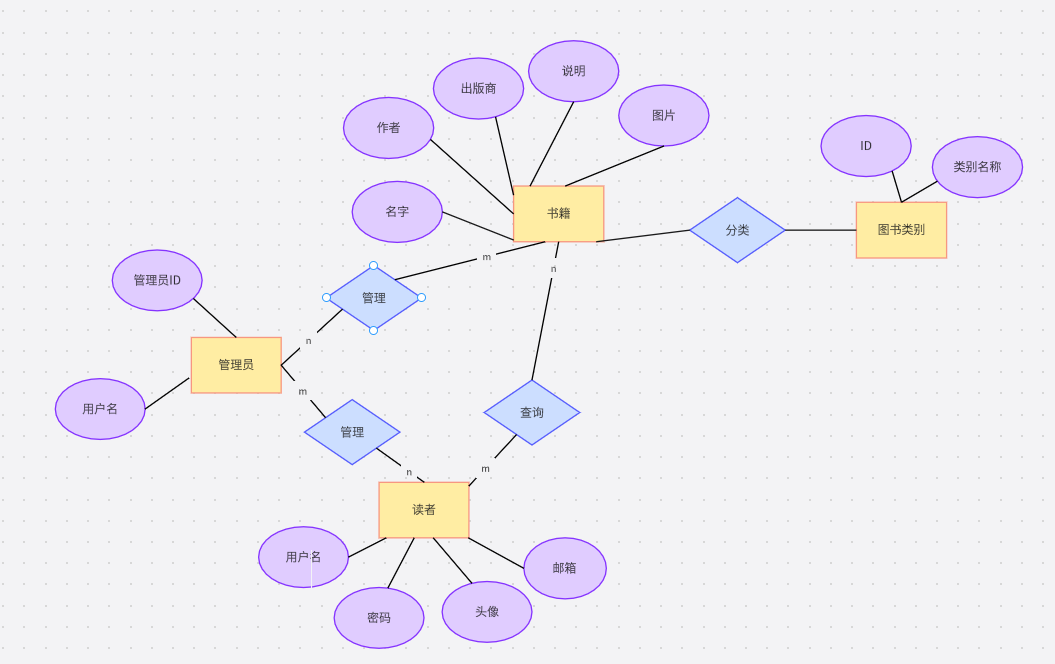 说明
出版商
图片
作者
ID
类别名称
名字
书籍
分类
图书类别
m
n
管理员ID
管理
n
管理员
m
用户名
查询
管理
m
n
读者
用户名
邮箱
密码
头像